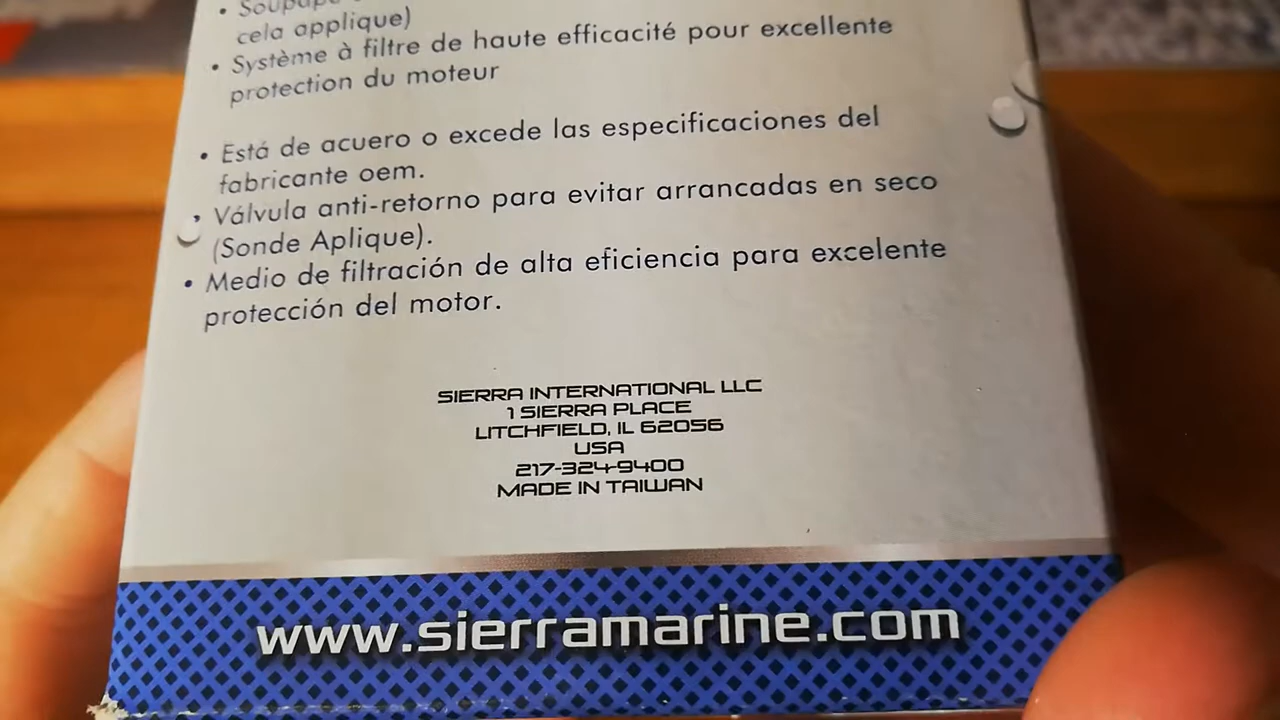 • Soupape
cela applique)
• Système à filtre de haute efficacité pour excellente
protection du moteur
• Está de acuero o excede las especificaciones del
fabricante oem.
• Válvula anti-retorno para evitar arrancadas en seco
(Sonde Aplique).
• Medio de filtración de alta eficiencia para excelente
protección del motor.
SIERRA INTERNATIONAL LLC
1 SIERRA PLACE
LITCHFIELD, IL 62056
USA
217-324-9400
MADE IN TAIWAN
www.sierramarine.com